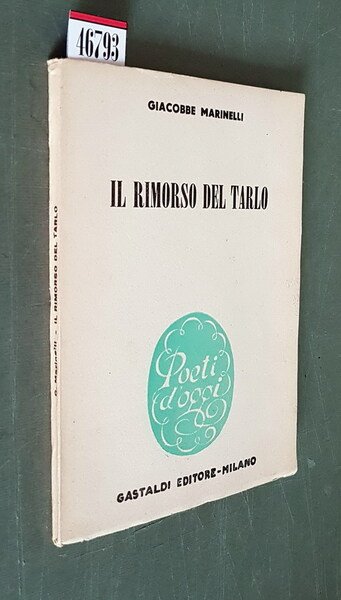 46793
GIACOBBE MARINELLI
IL RIMORSO DEL TARLO
Poeti
d'oggi
GASTALDI EDITORE-MILANO
G. Marinelli - IL RIMORSO DEL TARLO